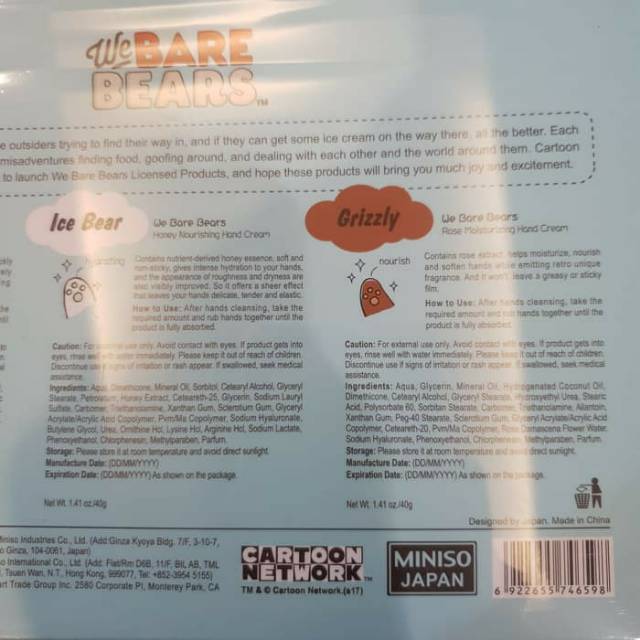 We BARE
BEARS™
e outsiders trying to find their way in, and if they can get some ice cream on the way there, all the better. Each
misadventures finding food, goofing around, and dealing with each other and the world around them. Cartoon
to launch We Bare Bears Licensed Products, and hope these products will bring you much joy and excitement.
Ice Bear
We Bare Bears
Honey Nourishing Hand Cream
hydrating
Contains nutrient-derived honey essence, soft and
non-sticky, gives intense hydration to your hands,
and the appearance of roughness and dryness are
also visibly improved. So it offers a sheer effect
that leaves your hands delicate, tender and elastic.
How to Use: After hands cleansing, take the
required amount and rub hands together until the
product is fully absorbed.
Caution: For external use only. Avoid contact with eyes. If product gets into
eyes, rinse well with water immediately. Please keep it out of reach of children.
Discontinue use if signs of irritation or rash appear. If swallowed, seek medical
assistance.
Ingredients: Aqua, Dimethicone, Mineral Oil, Sorbitol, Cetearyl Alcohol, Glyceryl
Stearate, Petrolatum, Honey Extract, Ceteareth-25, Glycerin, Sodium Lauryl
Sulfate, Carbomer, Triethanolamine, Xanthan Gum, Sclerotium Gum, Glyceryl
Acrylate/Acrylic Acid Copolymer, Pvm/Ma Copolymer, Sodium Hyaluronate,
Butylene Glycol, Urea, Ornithine Hcl, Lysine Hcl, Arginine Hcl, Sodium Lactate,
Phenoxyethanol, Chlorphenesin, Methylparaben, Parfum.
Storage: Please store it at room temperature and avoid direct sunlight.
Manufacture Date: (DD/MM/YYYY)
Expiration Date: (DD/MM/YYYY) As shown on the package.
Net Wt. 1.41 oz./40g
Grizzly
We Bare Bears
Rose Moisturizing Hand Cream
nourish
Contains rose extract, helps moisturize, nourish
and soften hands while emitting retro unique
fragrance. And it won't leave a greasy or sticky
film.
How to Use: After hands cleansing, take the
required amount and rub hands together until the
product is fully absorbed.
Caution: For external use only. Avoid contact with eyes. If product gets into
eyes, rinse well with water immediately. Please keep it out of reach of children.
Discontinue use if signs of irritation or rash appear. If swallowed, seek medical
assistance.
Ingredients: Aqua, Glycerin, Mineral Oil, Hydrogenated Coconut Oil,
Dimethicone, Cetearyl Alcohol, Glyceryl Stearate, Hydroxyethyl Urea, Stearic
Acid, Polysorbate 60, Sorbitan Stearate, Carbomer, Triethanolamine, Allantoin,
Xanthan Gum, Peg-40 Stearate, Sclerotium Gum, Glyceryl Acrylate/Acrylic Acid
Copolymer, Ceteareth-20, Pvm/Ma Copolymer, Rosa Damascena Flower Water,
Sodium Hyaluronate, Phenoxyethanol, Chlorphenesin, Methylparaben, Parfum.
Storage: Please store it at room temperature and avoid direct sunlight.
Manufacture Date: (DD/MM/YYYY)
Expiration Date: (DD/MM/YYYY) As shown on the package.
Net Wt. 1.41 oz./40g
Designed by Japan. Made in China
Miniso Industries Co., Ltd. (Add:Ginza Kyoya Bldg. 7/F, 3-10-7,
Ginza, 104-0061, Japan)
o International Co., Ltd. (Add: Flat/Rm D6B, 11/F, Blk AB, TML
Tsuen Wan, N.T., Hong Kong, 999077, Tel: +852-3954 5155)
art Trade Group Inc. 2580 Corporate Pl, Monterey Park, CA
CARTOON
NETWORK™
TM & © Cartoon Network.(s17)
MINISO
JAPAN
6 922655 746598